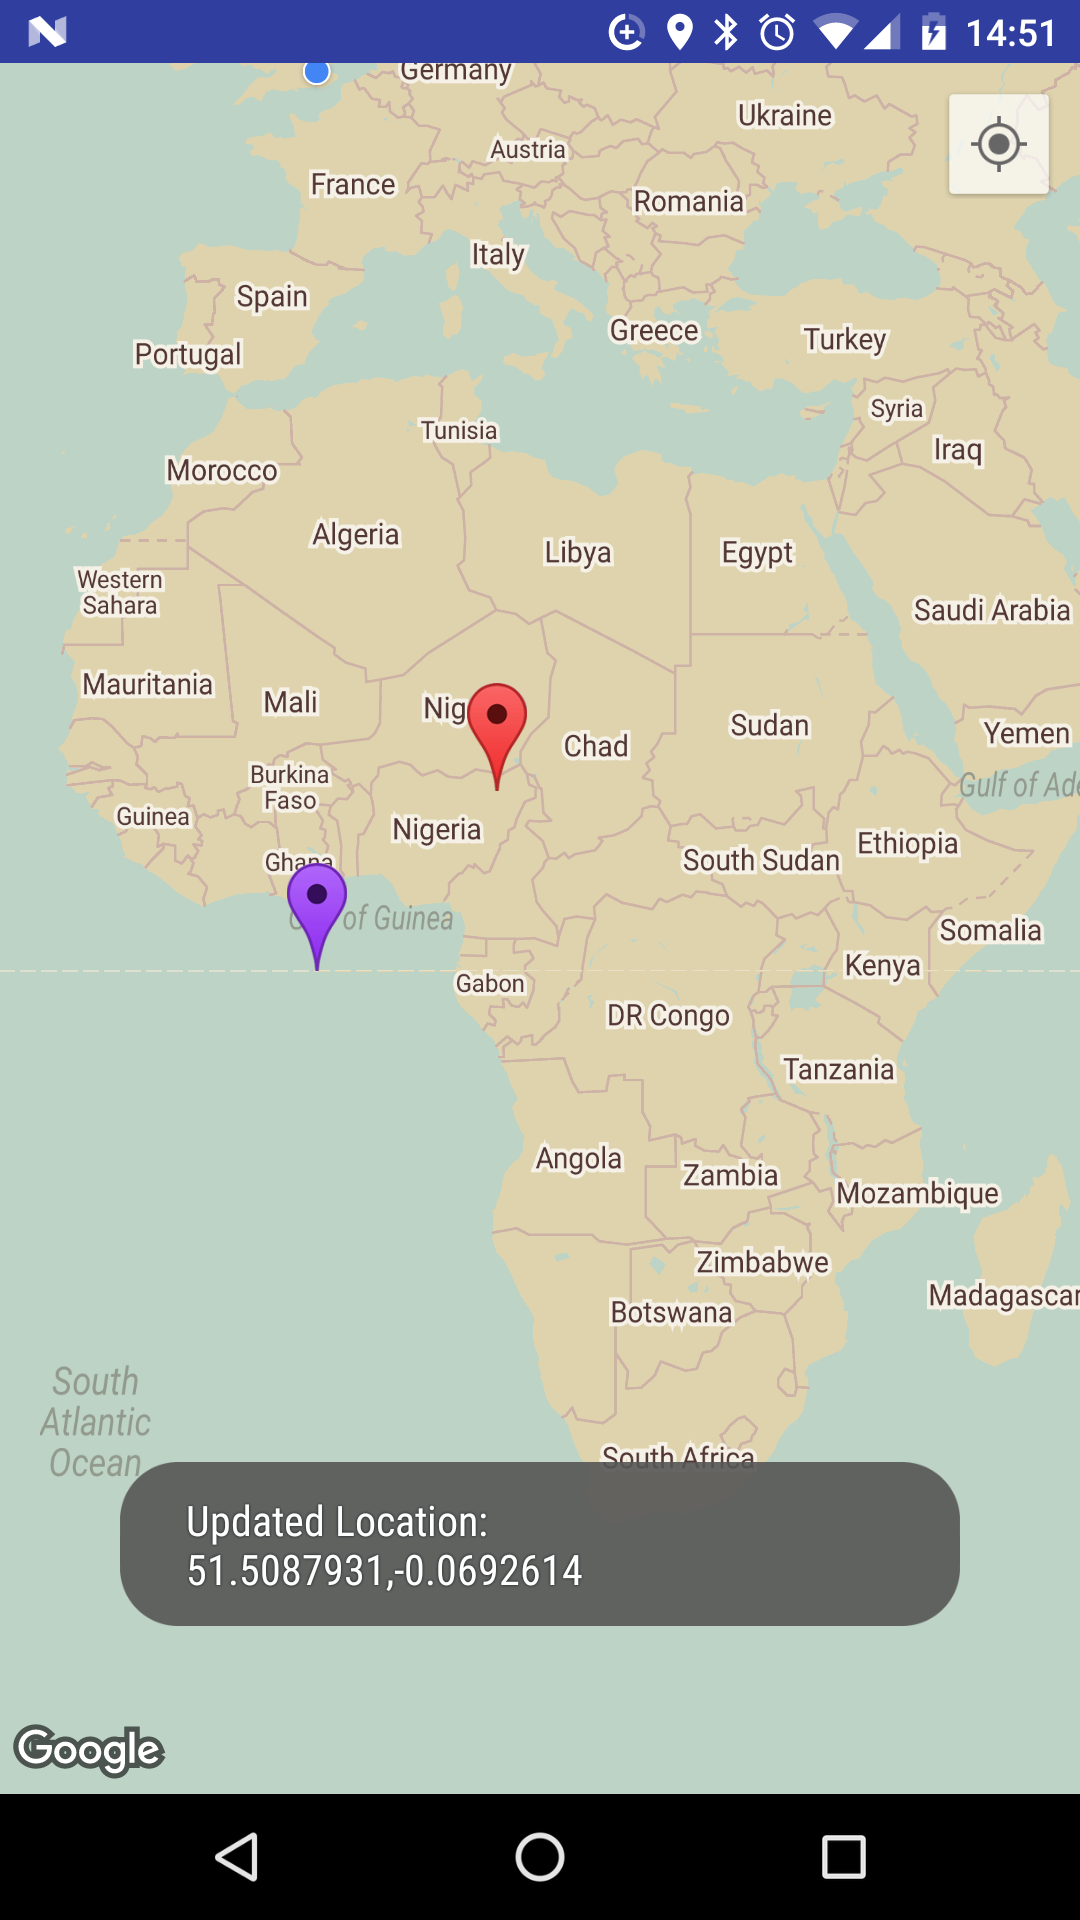 14:51
Germany
Ukraine
Austria
France
Romania
Italy
Spain
Greece
Turkey
Portugal
Syria
Tunisia
Iraq
Morocco
Algeria
Libya
Egypt
Western
Sahara
Saudi Arabia
Mauritania
Mali
Nig
Sudan
Yemen
Chad
Burkina
Faso
Gulf of Ade
Guinea
Nigeria
Ethiopia
Ghana
South Sudan
of Guinea
Somalia
Kenya
Gabon
DR Congo
Tanzania
Angola
Zambia
Mozambique
Zimbabwe
Madagascar
Botswana
South
Atlantic
Ocean
South Africa
Updated Location:
51.5087931,-0.0692614
Google